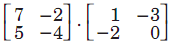 [ 7 -2 ] · [ 1 -3 ]
[ 5 -4 ] [ -2 0 ]